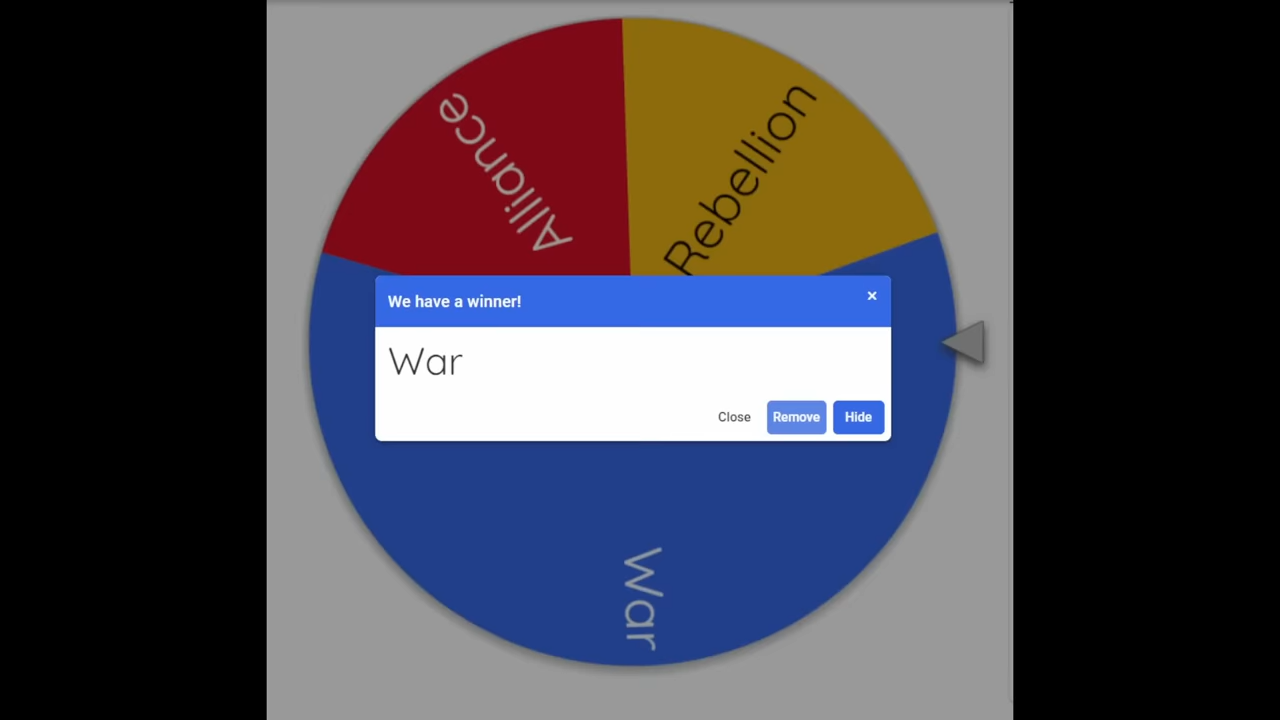 Alliance
Rebellion
We have a winner!
×
War
Close Remove Hide
War